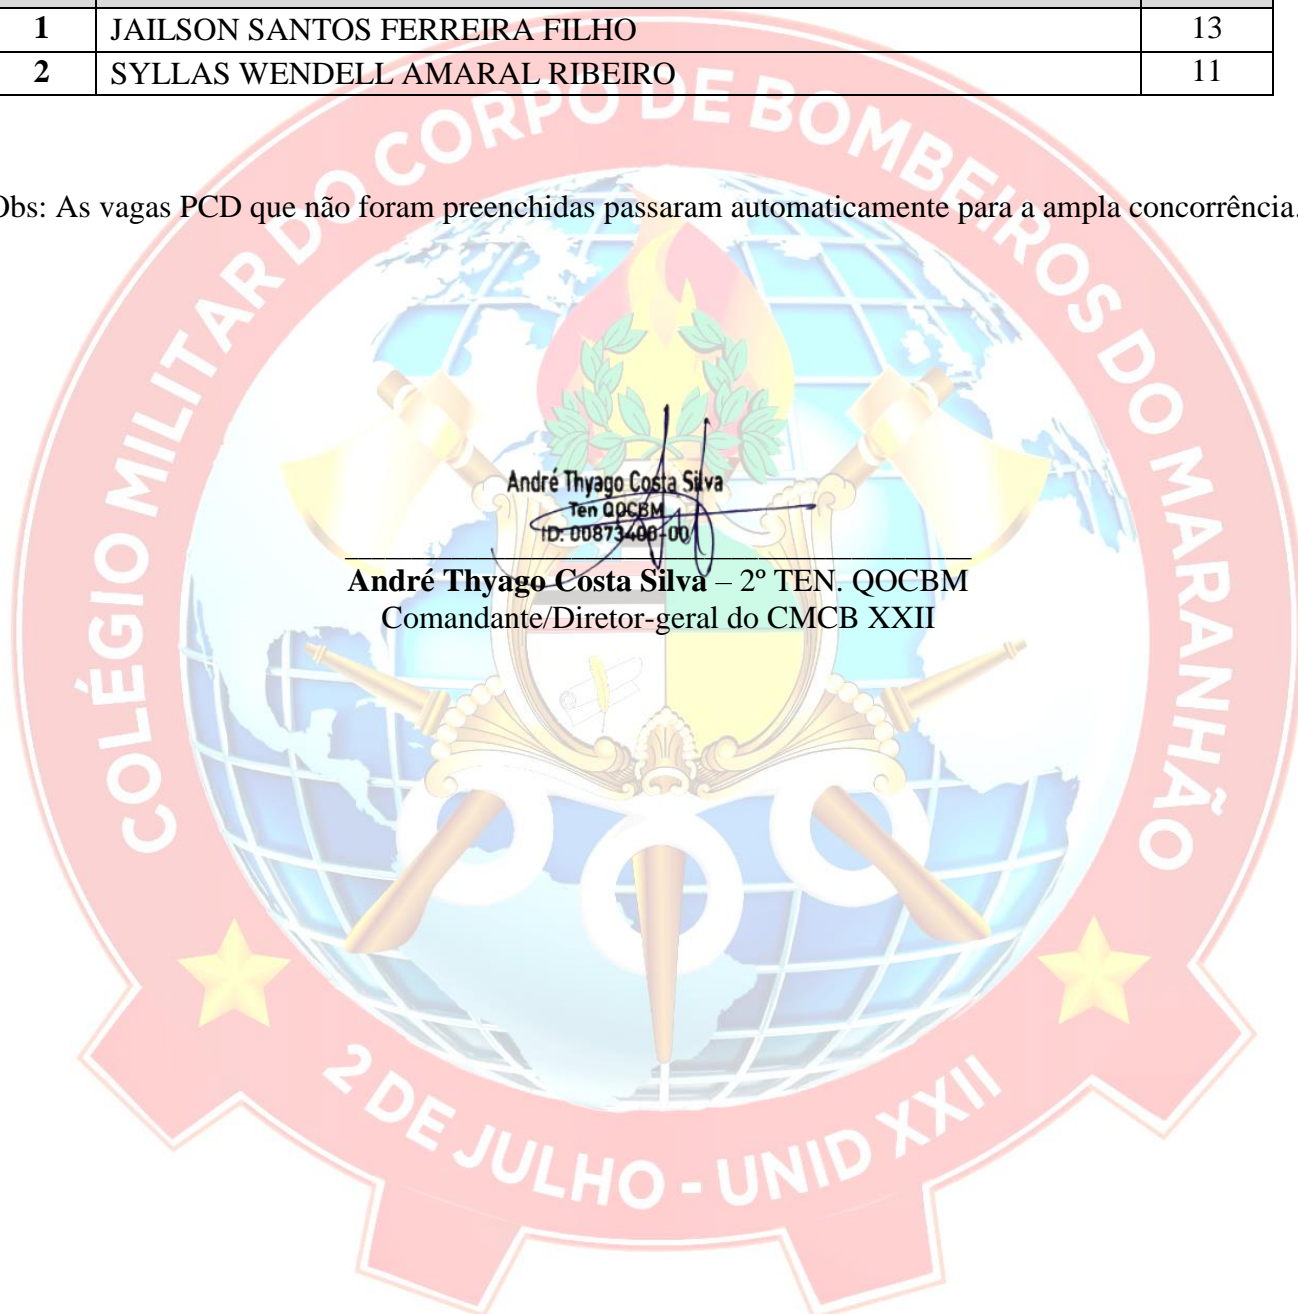 1 JAILSON SANTOS FERREIRA FILHO 13
2 SYLLAS WENDELL AMARAL RIBEIRO 11
Obs: As vagas PCD que não foram preenchidas passaram automaticamente para a ampla concorrência.
André Thyago Costa Silva
Ten QOCBM
ID: 00873400-00
André Thyago Costa Silva – 2º TEN. QOCBM
Comandante/Diretor-geral do CMCB XXII
COLÉGIO MILITAR DO CORPO DE BOMBEIROS DO MARANHÃO
2 DE JULHO - UNID XXII